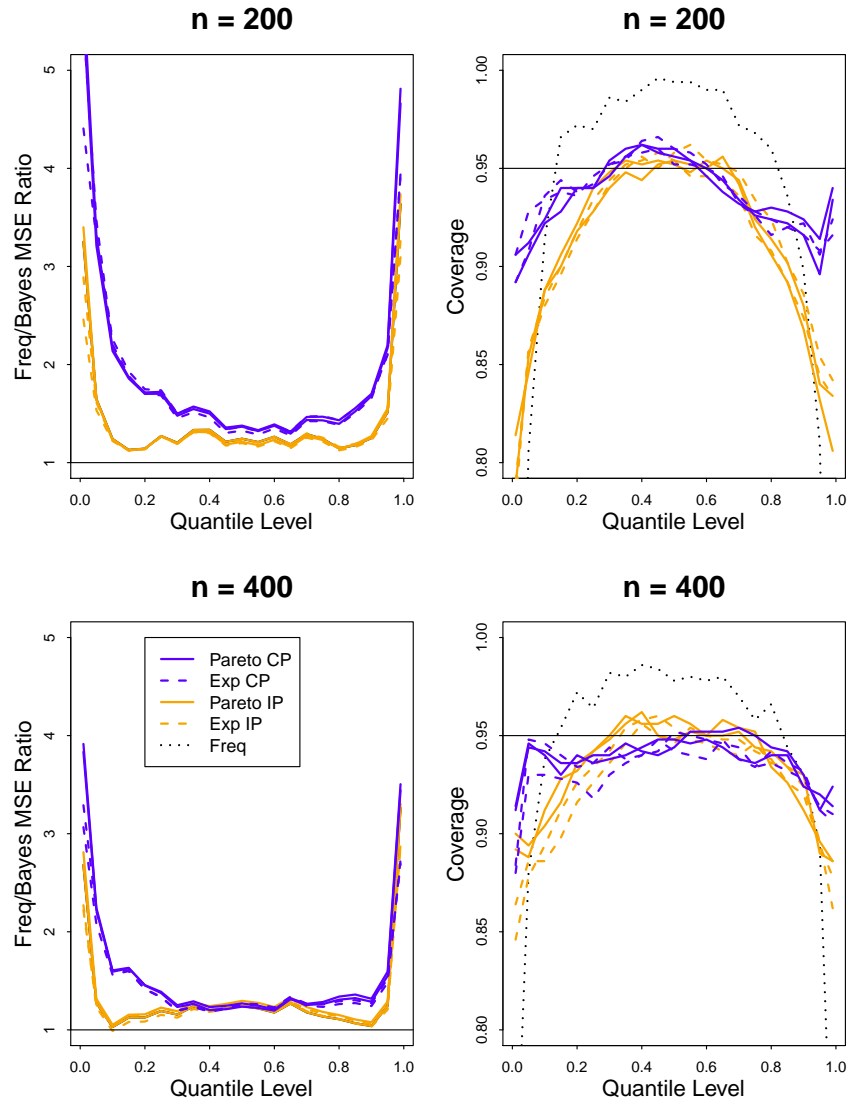 n = 200
Freq/Bayes MSE Ratio
5
4
3
2
1
0.0 0.2 0.4 0.6 0.8 1.0
Quantile Level
n = 200
Coverage
1.00
0.95
0.90
0.85
0.80
0.0 0.2 0.4 0.6 0.8 1.0
Quantile Level
n = 400
Freq/Bayes MSE Ratio
5
4
3
2
1
Pareto CP
Exp CP
Pareto IP
Exp IP
Freq
0.0 0.2 0.4 0.6 0.8 1.0
Quantile Level
n = 400
Coverage
1.00
0.95
0.90
0.85
0.80
0.0 0.2 0.4 0.6 0.8 1.0
Quantile Level